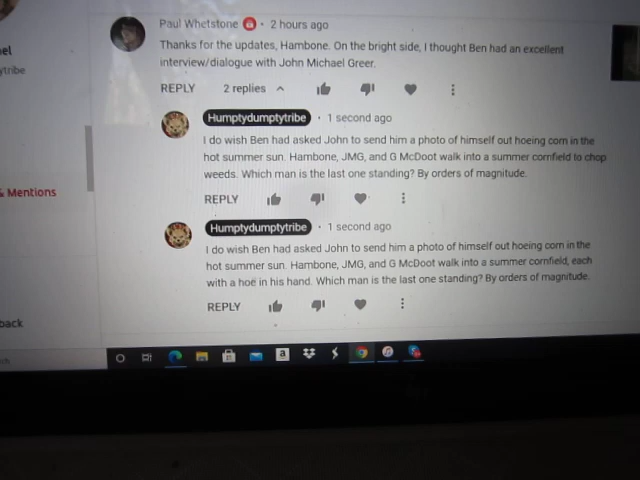 Paul Whetstone · 2 hours ago
Thanks for the updates, Hambone. On the bright side, I thought Ben had an excellent
interview/dialogue with John Michael Greer.
REPLY 2 replies
Humptydumptytribe · 1 second ago
I do wish Ben had asked John to send him a photo of himself out hoeing corn in the
hot summer sun. Hambone, JMG, and G McDoot walk into a summer cornfield to chop
weeds. Which man is the last one standing? By orders of magnitude.
REPLY
Humptydumptytribe · 1 second ago
I do wish Ben had asked John to send him a photo of himself out hoeing corn in the
hot summer sun. Hambone, JMG, and G McDoot walk into a summer cornfield, each
with a hoe in his hand. Which man is the last one standing? By orders of magnitude.
REPLY
el
ytribe
& Mentions
back
a